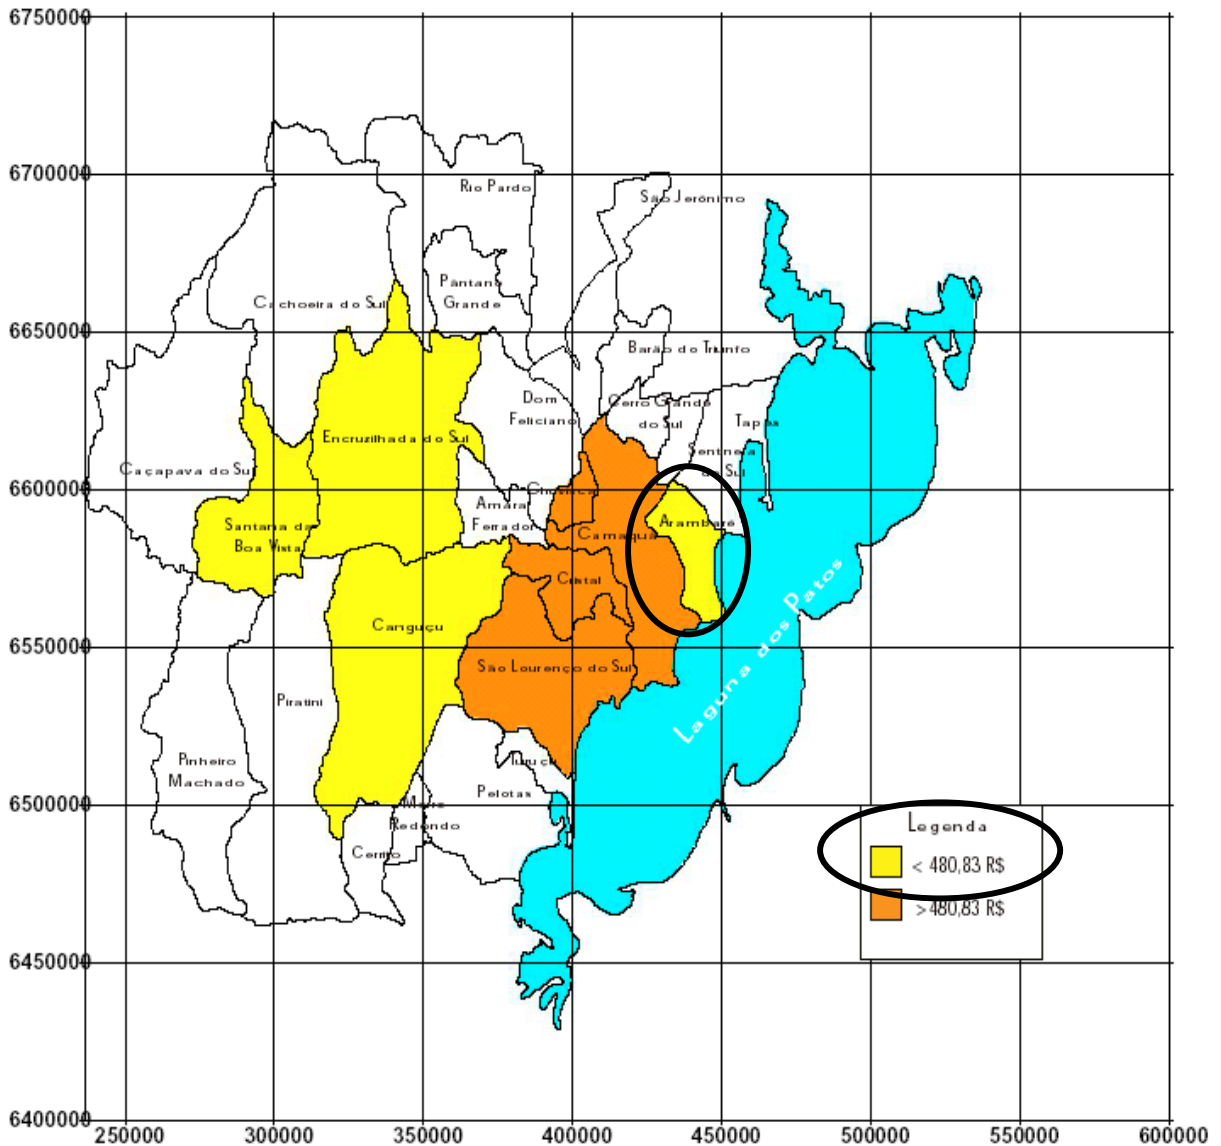 6750000
6700000
Rio Pardo
São Jerônimo
Pântano
Grande
Cachoeira do Sul
6650000
Barão do Triunfo
Dom
Feliciano
Cerro Grande
do Sul
Tapes
Encruzilhada do Sul
Sentinela
do Sul
Caçapava do Sul
6600000
Chuvisca
Amaral
Ferrador
Arambaré
Santana da
Boa Vista
Camaquã
Cristal
Canguçu
Laguna dos Patos
6550000
São Lourenço do Sul
Piratini
Pinheiro
Machado
Turuçu
Pelotas
6500000
Morro
Redondo
Cerrito
Legenda
< 480,83 R$
>480,83 R$
6450000
6400000
250000 300000 350000 400000 450000 500000 550000 600000